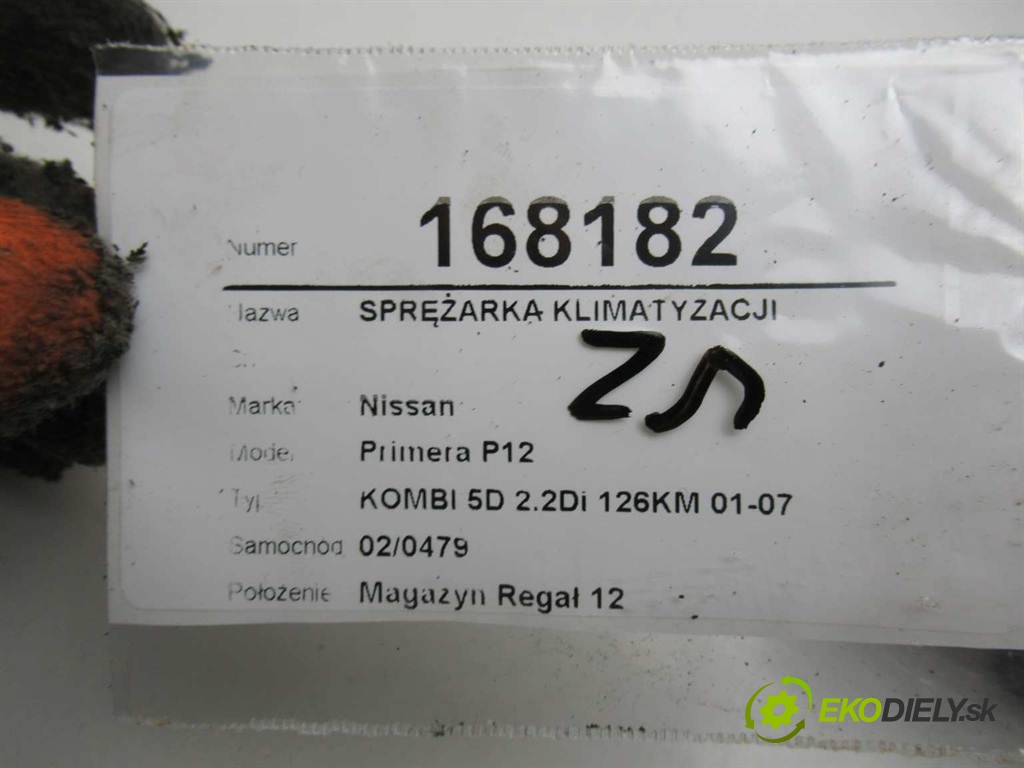 Numer 168182
Nazwa SPRĘŻARKA KLIMATYZACJI
Marka Nissan
Model Primera P12
Typ KOMBI 5D 2.2Di 126KM 01-07
Samochód 02/0479
Położenie Magazyn Regał 12
EKODIELY.sk